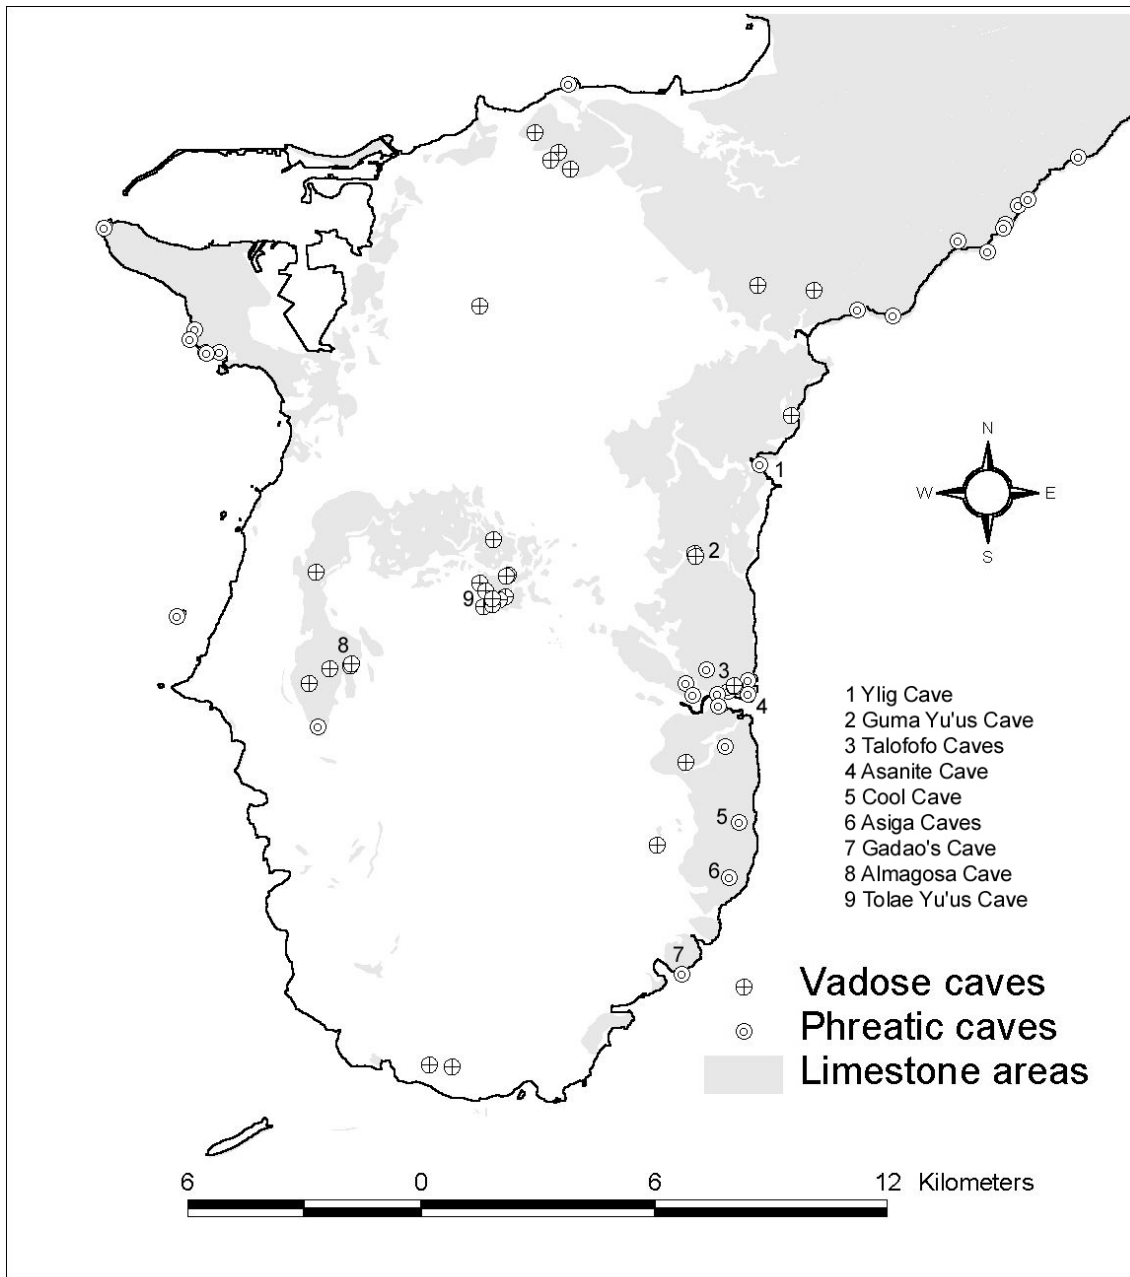 N
W E
S
1
2
9
8
3
4
5
6
7
1 Ylig Cave
2 Guma Yu'us Cave
3 Talofofo Caves
4 Asanite Cave
5 Cool Cave
6 Asiga Caves
7 Gadao's Cave
8 Almagosa Cave
9 Tolae Yu'us Cave
Vadose caves
Phreatic caves
Limestone areas
6 0 6 12 Kilometers